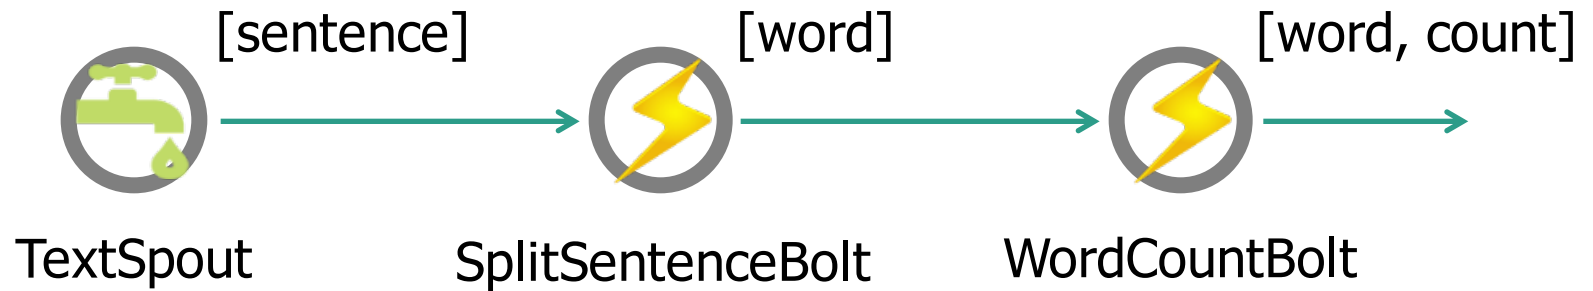 [sentence]
[word]
[word, count]
TextSpout
SplitSentenceBolt
WordCountBolt